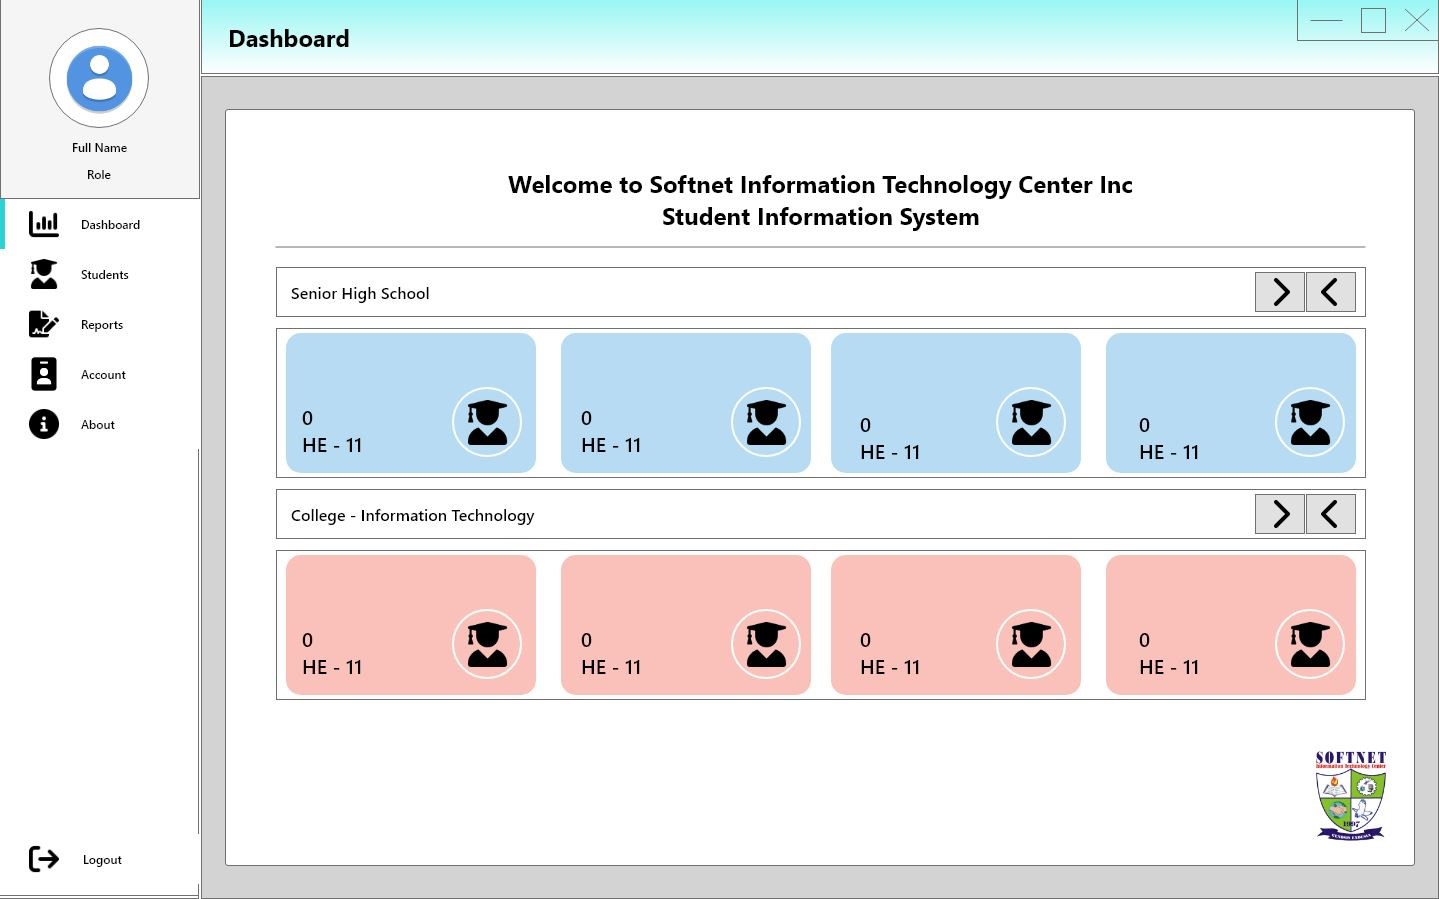 Dashboard
Full Name
Role
Dashboard
Students
Reports
Account
About
Logout
Welcome to Softnet Information Technology Center Inc
Student Information System
Senior High School
0
HE - 11
0
HE - 11
0
HE - 11
0
HE - 11
College - Information Technology
0
HE - 11
0
HE - 11
0
HE - 11
0
HE - 11
SOFTNET
Information Technology Center
1997